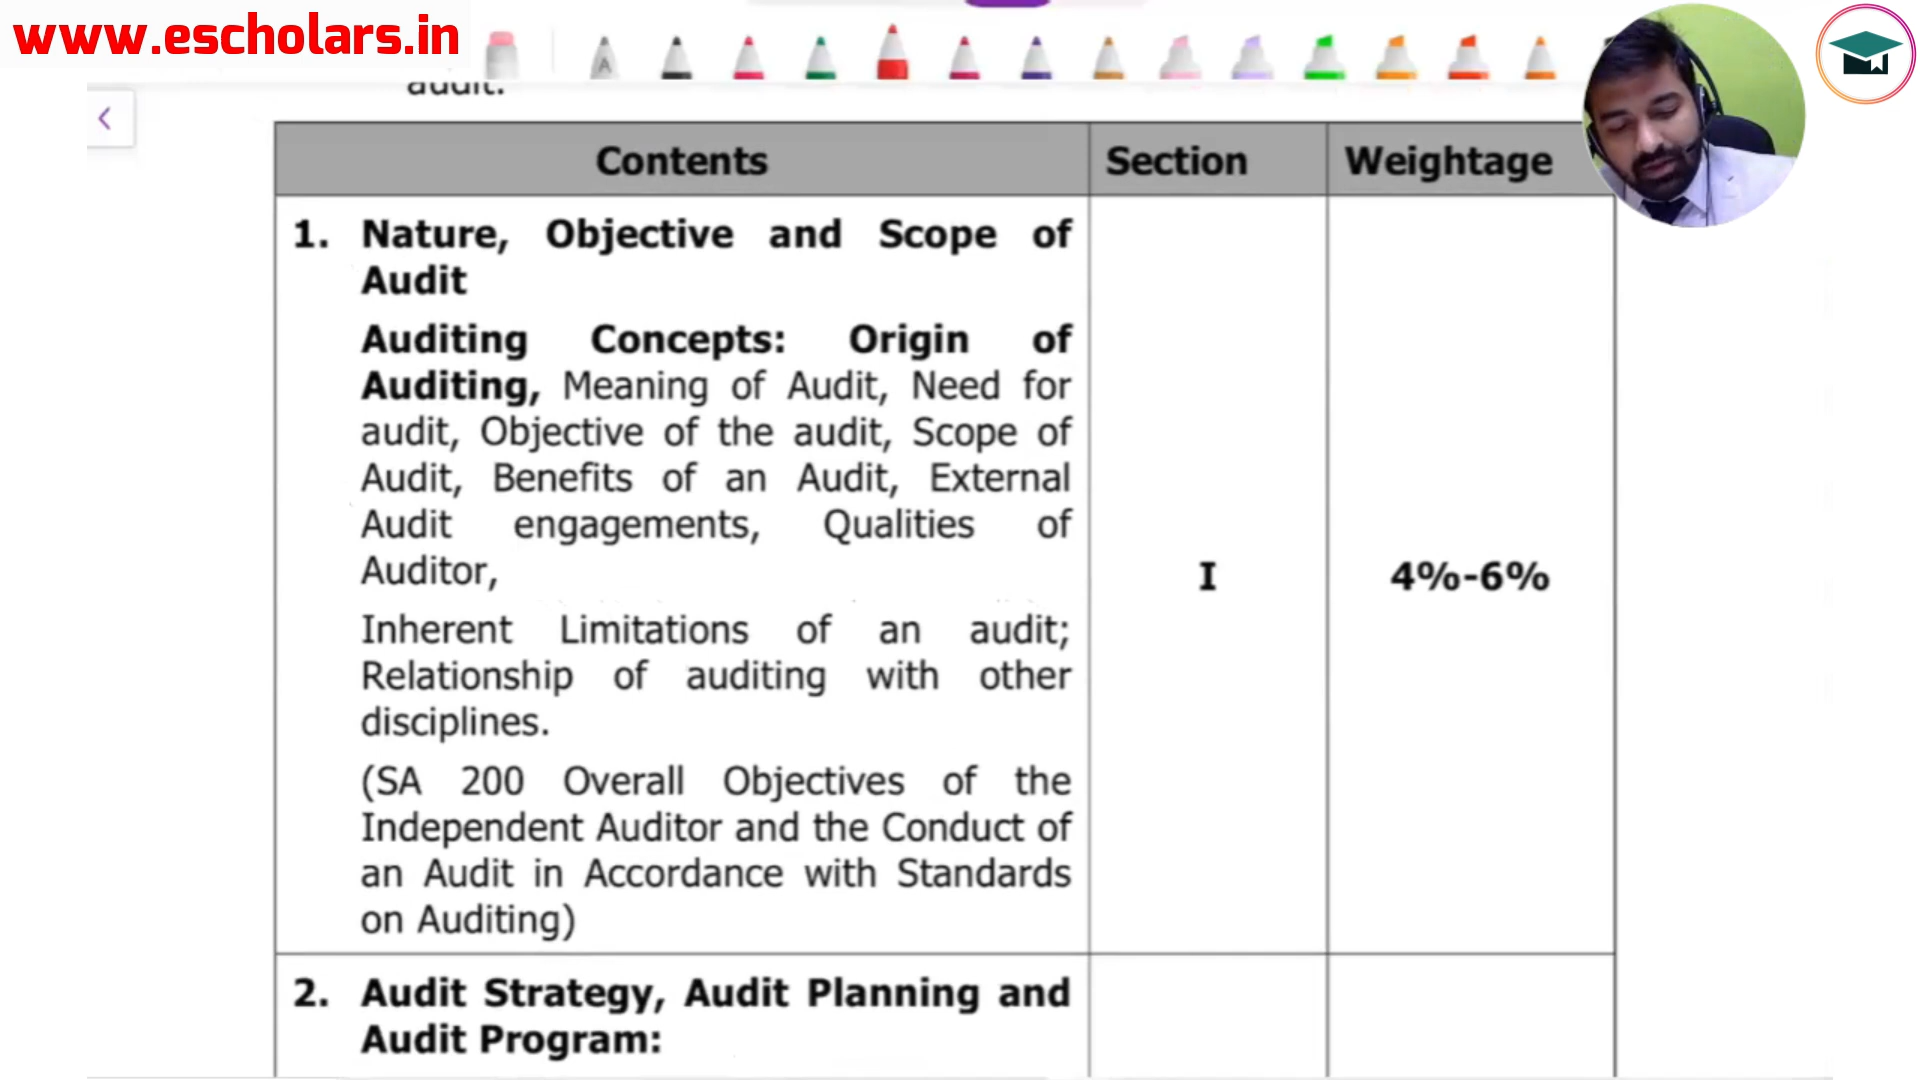 www.escholars.in
A
audit.
Contents Section Weightage
1. Nature, Objective and Scope of
Audit
Auditing Concepts: Origin of
Auditing, Meaning of Audit, Need for
audit, Objective of the audit, Scope of
Audit, Benefits of an Audit, External
Audit engagements, Qualities of
Auditor,
Inherent Limitations of an audit;
Relationship of auditing with other
disciplines.
(SA 200 Overall Objectives of the
Independent Auditor and the Conduct of
an Audit in Accordance with Standards
on Auditing)
I
4%-6%
2. Audit Strategy, Audit Planning and
Audit Program: